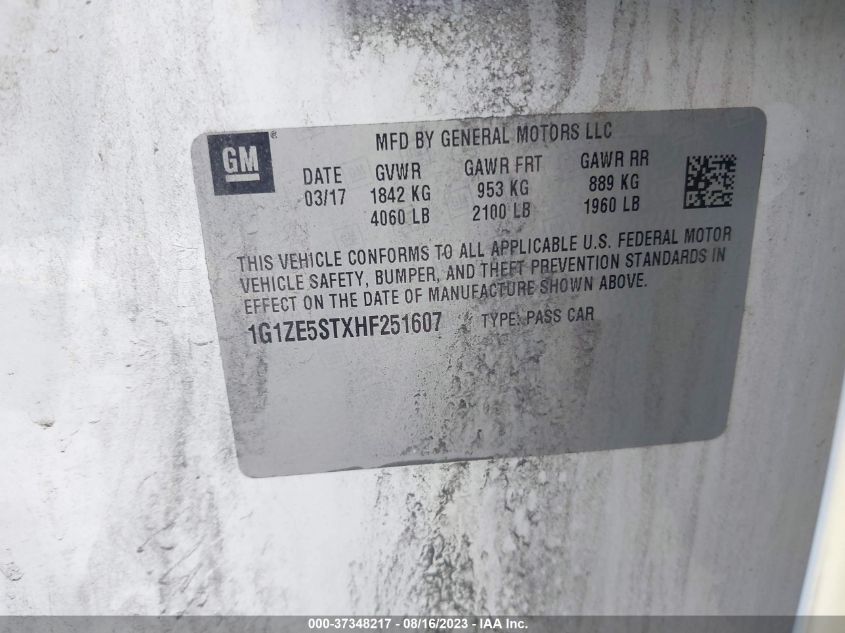 GM ®
MFD BY GENERAL MOTORS LLC
DATE GVWR GAWR FRT GAWR RR
03/17 1842 KG 953 KG 889 KG
4060 LB 2100 LB 1960 LB
THIS VEHICLE CONFORMS TO ALL APPLICABLE U.S. FEDERAL MOTOR
VEHICLE SAFETY, BUMPER, AND THEFT PREVENTION STANDARDS IN
EFFECT ON THE DATE OF MANUFACTURE SHOWN ABOVE.
1G1ZE5STXHF251607 TYPE: PASS CAR
000-37348217 - 08/16/2023 - IAA Inc.